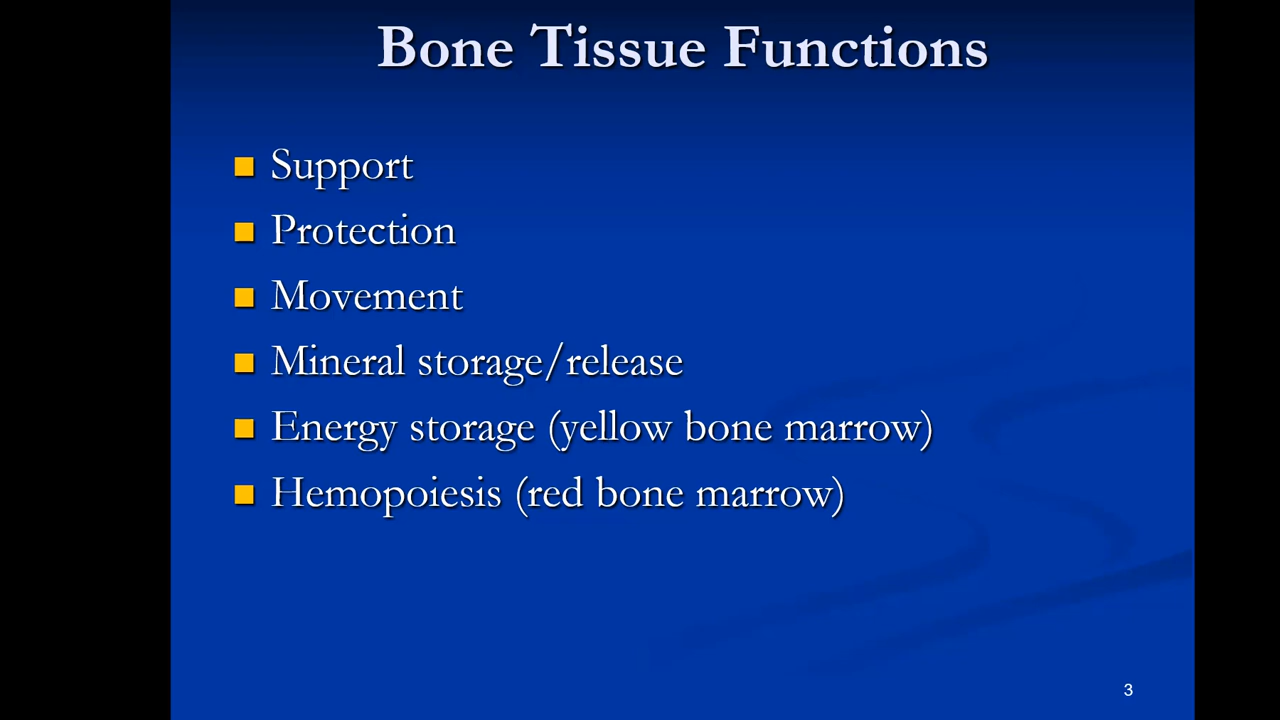 Bone Tissue Functions
Support
Protection
Movement
Mineral storage/release
Energy storage (yellow bone marrow)
Hemopoiesis (red bone marrow)
3